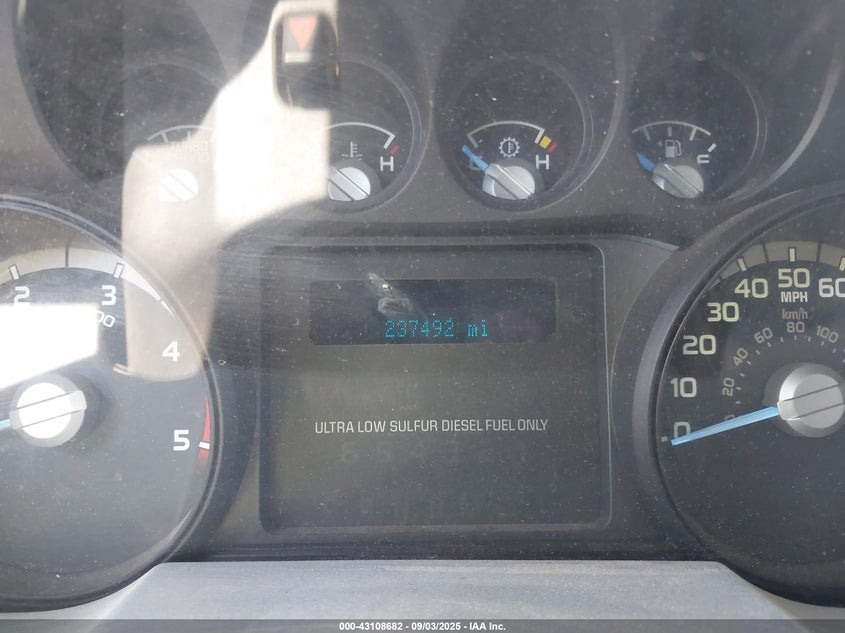 H
H
237492 mi
ULTRA LOW SULFUR DIESEL FUEL ONLY
2
3
4
5
0
10
20
30
40
50
60
MPH
km/h
20
40
60
80
100
000-43108682 - 09/03/2025 - IAA Inc.